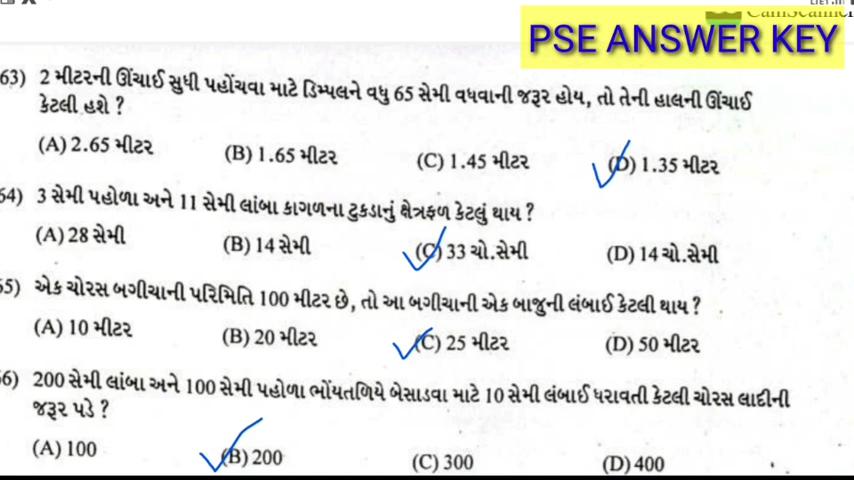 PSE ANSWER KEY
63) 2 મીટરની ઊંચાઈ સુધી પહોંચવા માટે ડિમ્પલને વધુ 65 સેમી વધવાની જરૂર હોય, તો તેની હાલની ઊંચાઈ
કેટલી હશે ?
(A) 2.65 મીટર (B) 1.65 મીટર (C) 1.45 મીટર (D) 1.35 મીટર
64) 3 સેમી પહોળા અને 11 સેમી લાંબા કાગળના ટુકડાનું ક્ષેત્રફળ કેટલું થાય ?
(A) 28 સેમી (B) 14 સેમી (C) 33 ચો.સેમી (D) 14 ચો.સેમી
55) એક ચોરસ બગીચાની પરિમિતિ 100 મીટર છે, તો આ બગીચાની એક બાજુની લંબાઈ કેટલી થાય ?
(A) 10 મીટર (B) 20 મીટર (C) 25 મીટર (D) 50 મીટર
6) 200 સેમી લાંબા અને 100 સેમી પહોળા ભોંયતળિયે બેસાડવા માટે 10 સેમી લંબાઈ ધરાવતી કેટલી ચોરસ લાદીની
જરૂર પડે ?
(A) 100 (B) 200 (C) 300 (D) 400